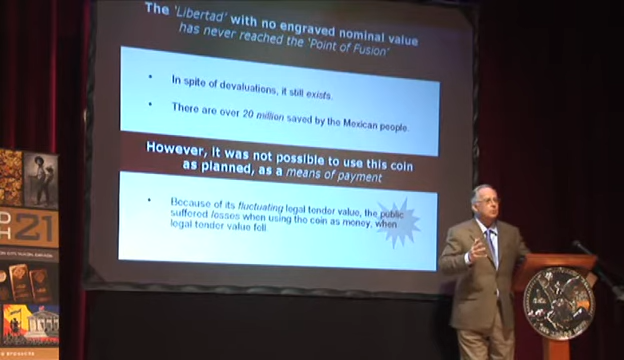 The 'Libertad' with no engraved nominal value
has never reached the 'Point of Fusion'
• In spite of devaluations, it still exists.
• There are over 20 million saved by the Mexican people.
However, it was not possible to use this coin
as planned, as a means of payment
• Because of its fluctuating legal tender value, the public
suffered losses when using the coin as money, when
legal tender value fell.
21